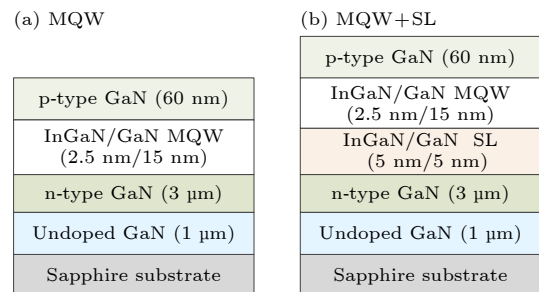 (a) MQW
p-type GaN (60 nm)
InGaN/GaN MQW
(2.5 nm/15 nm)
n-type GaN (3 μm)
Undoped GaN (1 μm)
Sapphire substrate
(b) MQW+SL
p-type GaN (60 nm)
InGaN/GaN MQW
(2.5 nm/15 nm)
InGaN/GaN SL
(5 nm/5 nm)
n-type GaN (3 μm)
Undoped GaN (1 μm)
Sapphire substrate